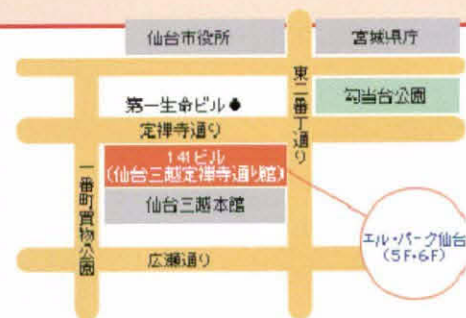 仙台市役所
宮城県庁
東二番丁通り
勾当台公園
第一生命ビル●
定禅寺通り
141ビル
(仙台三越定禅寺通り館)
一番町買物公園
仙台三越本館
エル・パーク仙台
(5F・6F)
広瀬通り